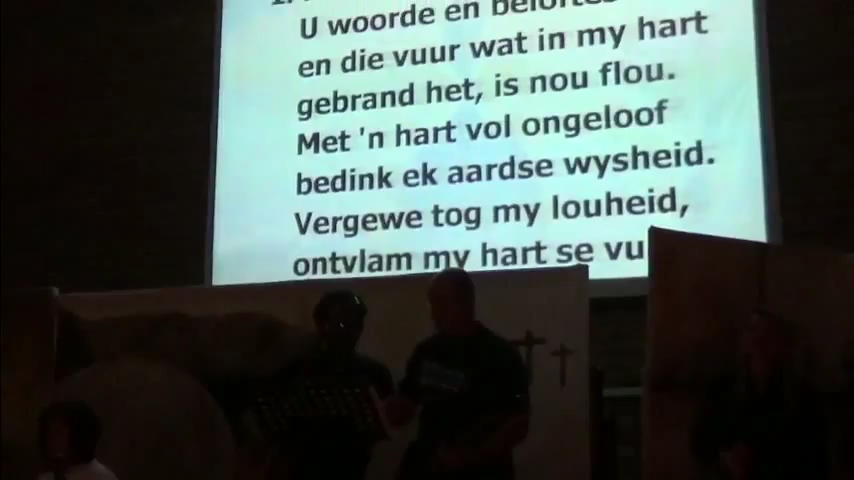 U woorde en
en die vuur wat in my hart
gebrand het, is nou flou.
Met 'n hart vol ongeloof
bedink ek aardse wysheid.
Vergewe tog my louheid,
ontvlam my hart se vu